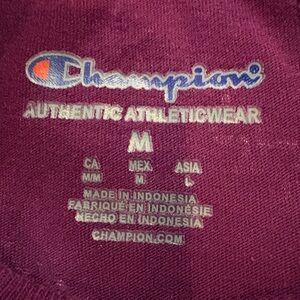 Champion
AUTHENTIC ATHLETICWEAR
M
CA MEX. ASIA
M/M M L
MADE IN INDONESIA
FABRIQUÉ EN INDONÉSIE
HECHO EN INDONESIA
CHAMPION.COM